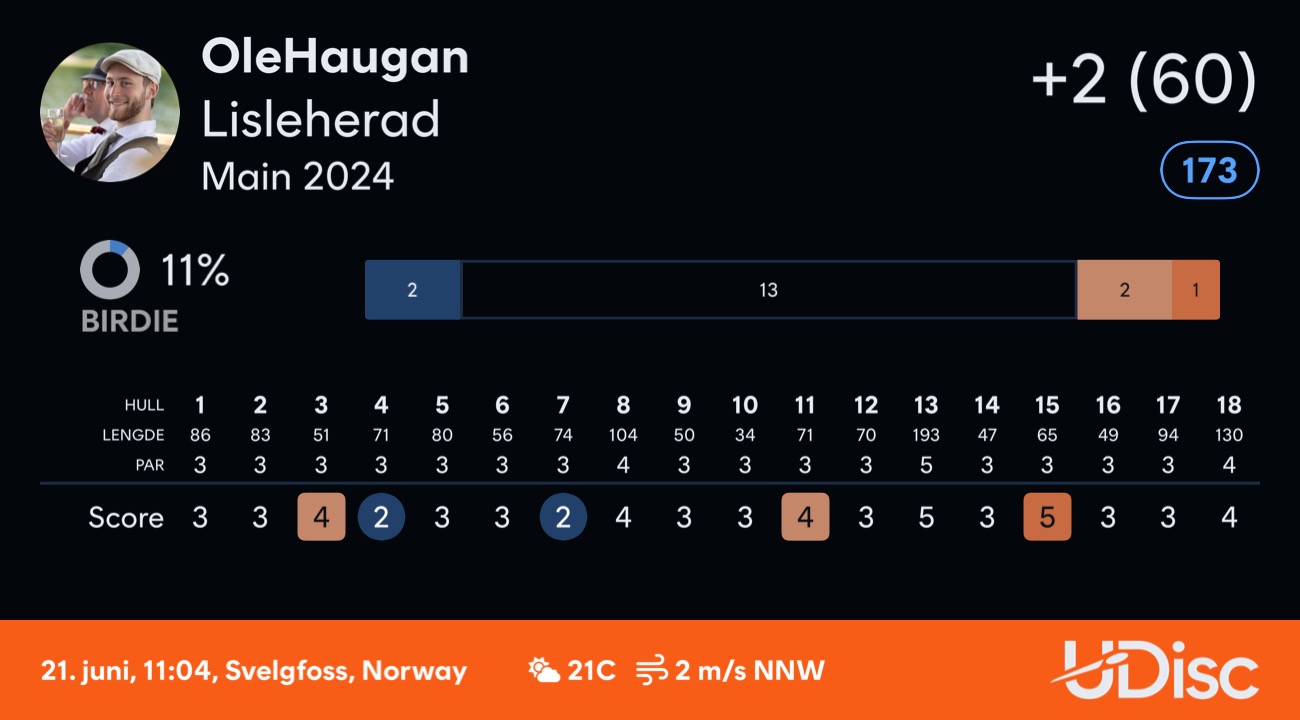 OleHaugan
Lisleherad
Main 2024
+2 (60)
173
11%
BIRDIE
2 13 2 1
HULL 1 2 3 4 5 6 7 8 9 10 11 12 13 14 15 16 17 18
LENGDE 86 83 51 71 80 56 74 104 50 34 71 70 193 47 65 49 94 130
PAR 3 3 3 3 3 3 3 4 3 3 3 3 5 3 3 3 3 4
Score 3 3 4 2 3 3 2 4 3 3 4 3 5 3 5 3 3 4
21. juni, 11:04, Svelgfoss, Norway 21C 2 m/s NNW
UDisc